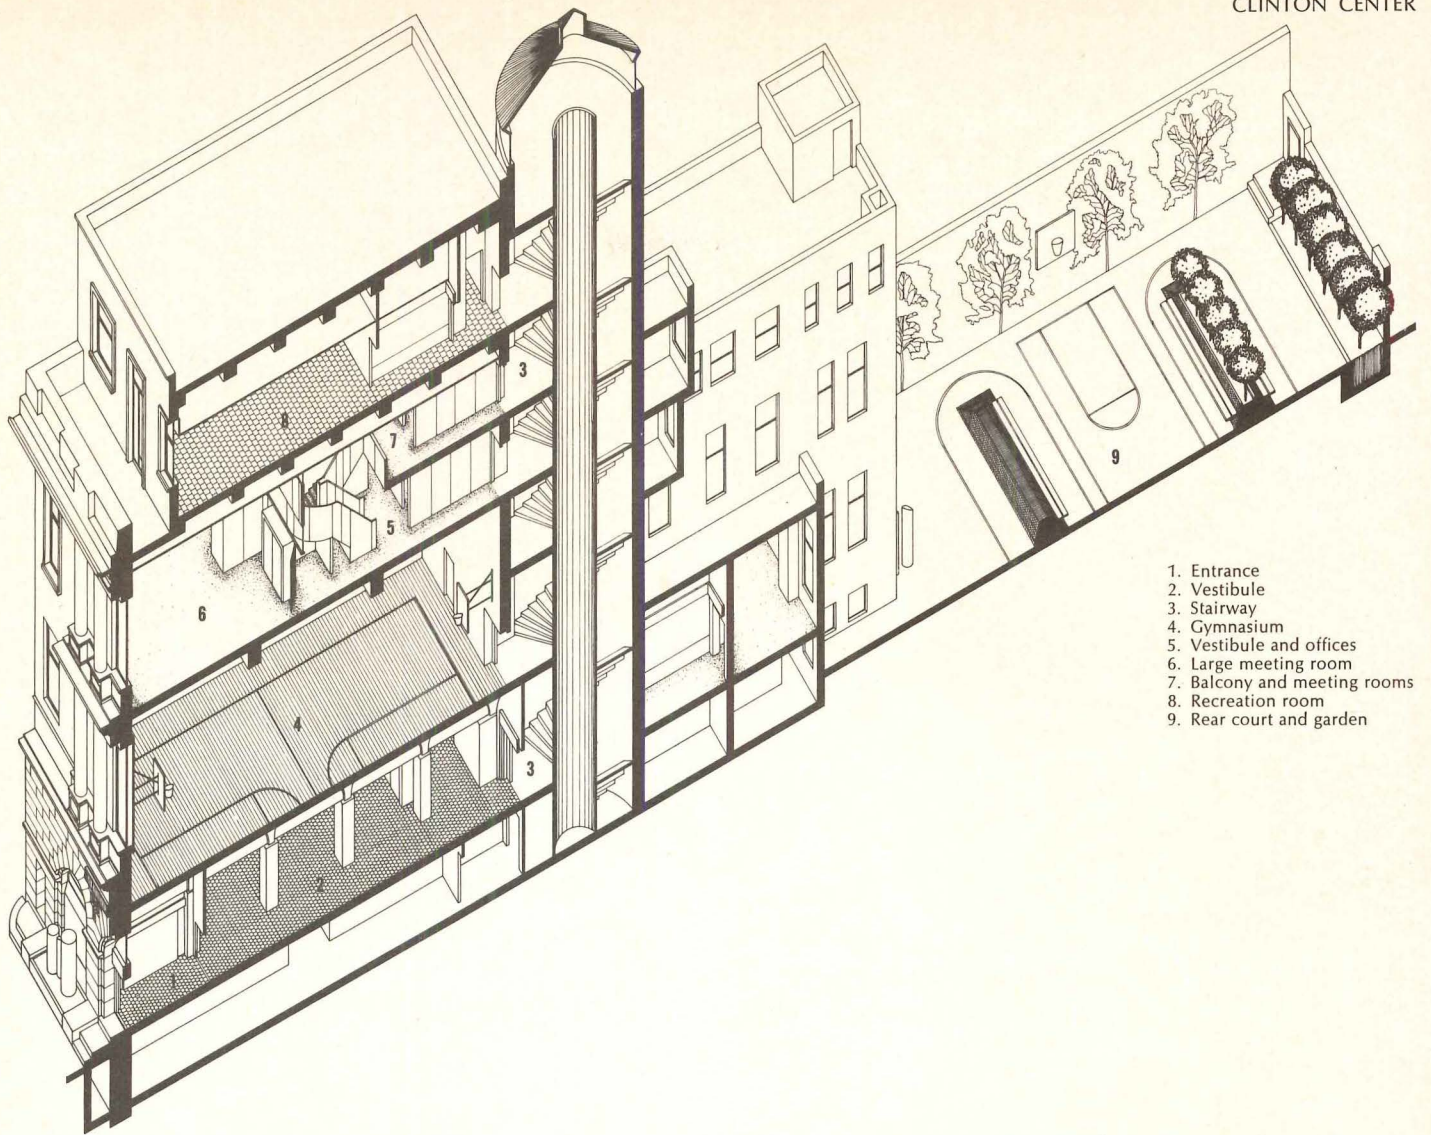 CLINTON CENTER
8
3
7
5
6
4
3
2
1
9
1. Entrance
2. Vestibule
3. Stairway
4. Gymnasium
5. Vestibule and offices
6. Large meeting room
7. Balcony and meeting rooms
8. Recreation room
9. Rear court and garden